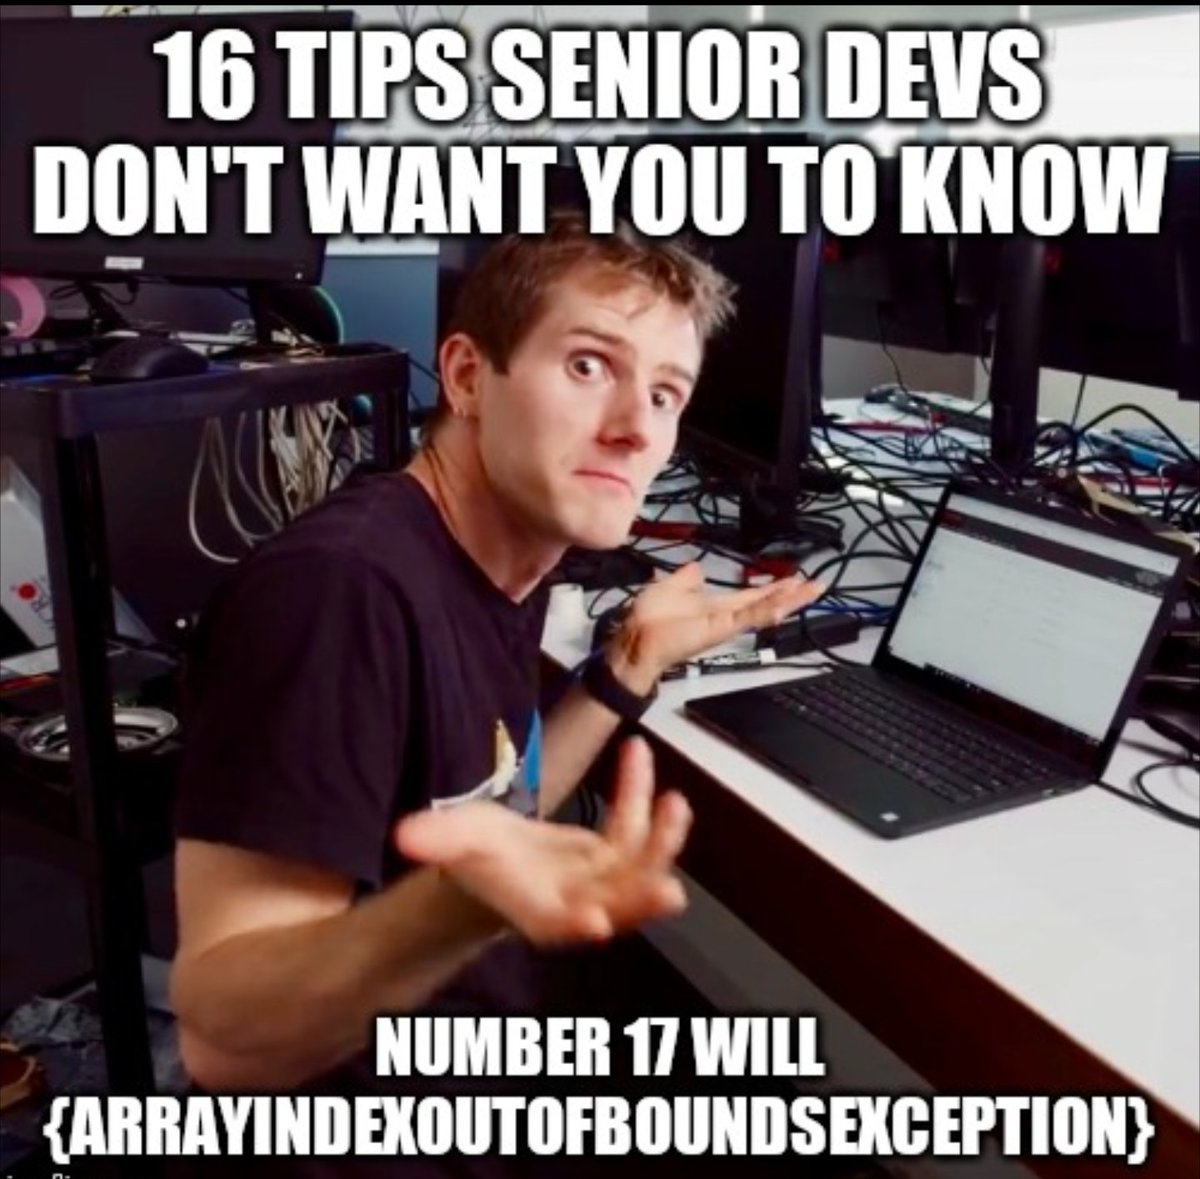 16 TIPS SENIOR DEVS
DON'T WANT YOU TO KNOW
NUMBER 17 WILL
{ARRAYINDEXOUTOFBOUNDSEXCEPTION}